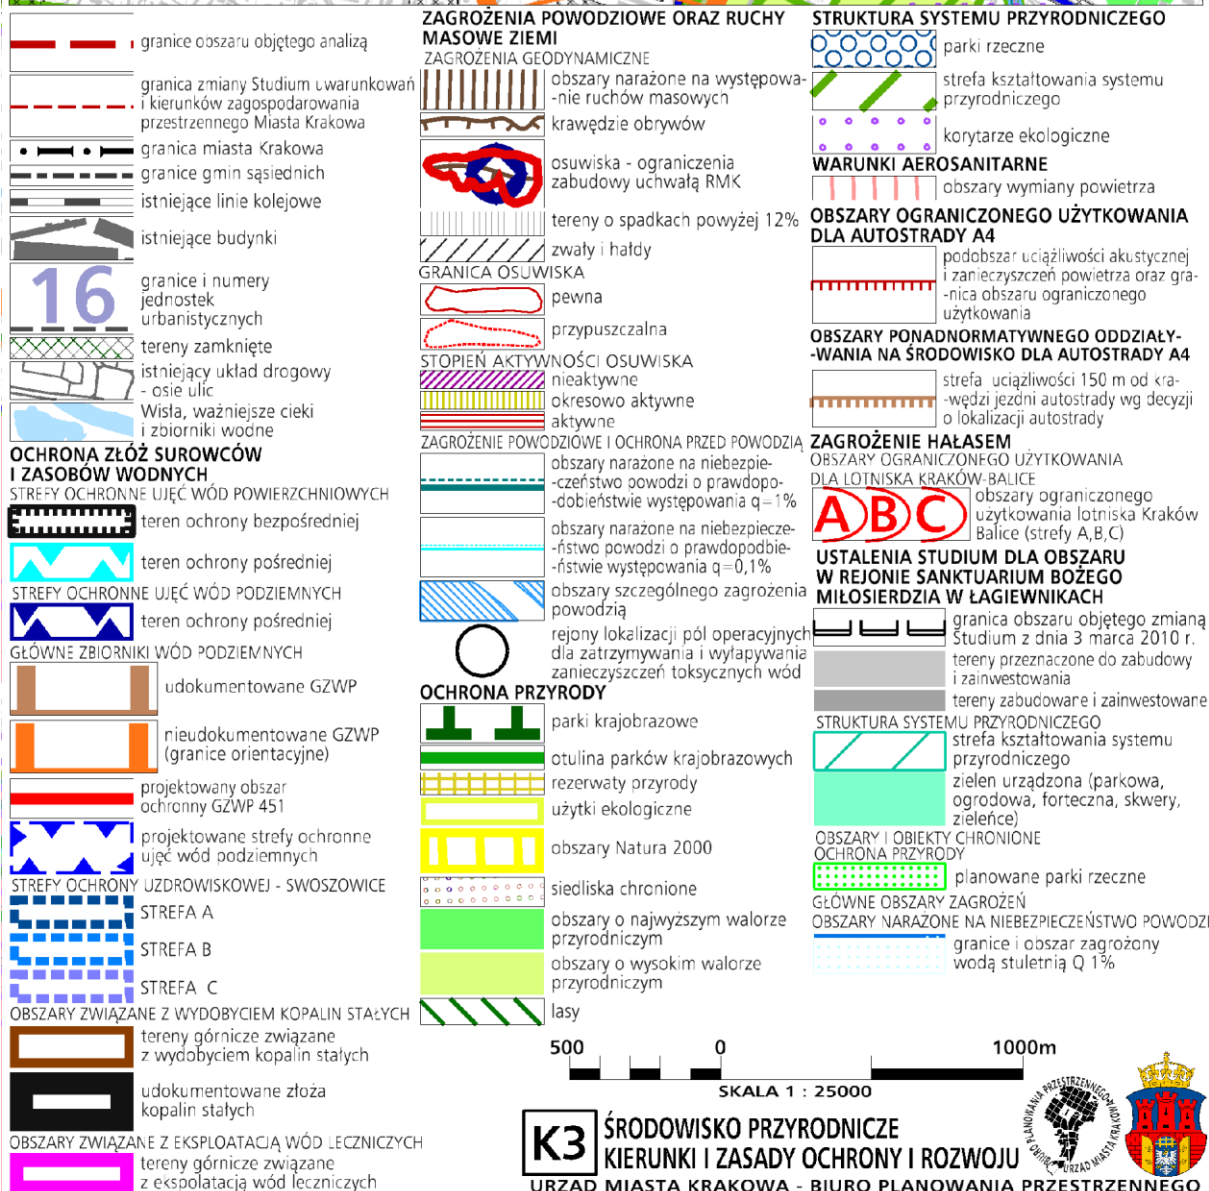 granice obszaru objętego analizą
granica zmiany Studium uwarunkowań
i kierunków zagospodarowania
przestrzennego Miasta Krakowa
granica miasta Krakowa
granice gmin sąsiednich
istniejące linie kolejowe
istniejące budynki
16
granice i numery
jednostek
urbanistycznych
tereny zamknięte
istniejący układ drogowy
- osie ulic
Wisła, ważniejsze cieki
i zbiorniki wodne
OCHRONA ZŁÓŻ SUROWCÓW
I ZASOBÓW WODNYCH
STREFY OCHRONNE UJĘĆ WÓD POWIERZCHNIOWYCH
teren ochrony bezpośredniej
teren ochrony pośredniej
STREFY OCHRONNE UJĘĆ WÓD PODZIEMNYCH
teren ochrony pośredniej
GŁÓWNE ZBIORNIKI WÓD PODZIEMNYCH
udokumentowane GZWP
nieudokumentowane GZWP
(granice orientacyjne)
projektowany obszar
ochronny GZWP 451
projektowane strefy ochronne
ujęć wód podziemnych
STREFY OCHRONY UZDROWISKOWEJ - SWOSZOWICE
STREFA A
STREFA B
STREFA C
OBSZARY ZWIĄZANE Z WYDOBYCIEM KOPALIN STAŁYCH
tereny górnicze związane
z wydobyciem kopalin stałych
udokumentowane złoża
kopalin stałych
OBSZARY ZWIĄZANE Z EKSPLOATACJĄ WÓD LECZNICZYCH
tereny górnicze związane
z ekspolatacją wód leczniczych
ZAGROŻENIA POWODZIOWE ORAZ RUCHY
MASOWE ZIEMI
ZAGROŻENIA GEODYNAMICZNE
obszary narażone na występowa-
-nie ruchów masowych
krawędzie obrywów
osuwiska - ograniczenia
zabudowy uchwałą RMK
tereny o spadkach powyżej 12%
zwały i hałdy
GRANICA OSUWISKA
pewna
przypuszczalna
STOPIEŃ AKTYWNOŚCI OSUWISKA
nieaktywne
okresowo aktywne
aktywne
ZAGROŻENIE POWODZIOWE I OCHRONA PRZED POWODZIĄ
obszary narażone na niebezpie-
-czeństwo powodzi o prawdopo-
-dobieństwie występowania q=1%
obszary narażone na niebezpiecze-
-ństwo powodzi o prawdopodbie-
-ństwie występowania q=0,1%
obszary szczególnego zagrożenia
powodzią
rejony lokalizacji pól operacyjnych
dla zatrzymywania i wyłapywania
zanieczyszczeń toksycznych wód
OCHRONA PRZYRODY
parki krajobrazowe
otulina parków krajobrazowych
rezerwaty przyrody
użytki ekologiczne
obszary Natura 2000
siedliska chronione
obszary o najwyższym walorze
przyrodniczym
obszary o wysokim walorze
przyrodniczym
lasy
STRUKTURA SYSTEMU PRZYRODNICZEGO
parki rzeczne
strefa kształtowania systemu
przyrodniczego
korytarze ekologiczne
WARUNKI AEROSANITARNE
obszary wymiany powietrza
OBSZARY OGRANICZONEGO UŻYTKOWANIA
DLA AUTOSTRADY A4
podobszar uciążliwości akustycznej
i zanieczyszczeń powietrza oraz gra-
-nica obszaru ograniczonego
użytkowania
OBSZARY PONADNORMATYWNEGO ODDZIAŁY-
-WANIA NA ŚRODOWISKO DLA AUTOSTRADY A4
strefa uciążliwości 150 m od kra-
-wędzi jezdni autostrady wg decyzji
o lokalizacji autostrady
ZAGROŻENIE HAŁASEM
OBSZARY OGRANICZONEGO UŻYTKOWANIA
DLA LOTNISKA KRAKÓW-BALICE
A B C
obszary ograniczonego
użytkowania lotniska Kraków
Balice (strefy A,B,C)
USTALENIA STUDIUM DLA OBSZARU
W REJONIE SANKTUARIUM BOŻEGO
MIŁOSIERDZIA W ŁAGIEWNIKACH
granica obszaru objętego zmianą
Studium z dnia 3 marca 2010 r.
tereny przeznaczone do zabudowy
i zainwestowania
tereny zabudowane i zainwestowane
STRUKTURA SYSTEMU PRZYRODNICZEGO
strefa kształtowania systemu
przyrodniczego
zielen urządzona (parkowa,
ogrodowa, forteczna, skwery,
zieleńce)
OBSZARY I OBIEKTY CHRONIONE
OCHRONA PRZYRODY
planowane parki rzeczne
GŁÓWNE OBSZARY ZAGROŻEŃ
OBSZARY NARAŻONE NA NIEBEZPIECZEŃSTWO POWODZI
granice i obszar zagrożony
wodą stuletnią Q 1%
500 0 1000m
SKALA 1 : 25000
K3
ŚRODOWISKO PRZYRODNICZE
KIERUNKI I ZASADY OCHRONY I ROZWOJU
BIURO PLANOWANIA PRZESTRZENNEGO
URZĄD MIASTA KRAKOWA
URZĄD MIASTA KRAKOWA - BIURO PLANOWANIA PRZESTRZENNEGO